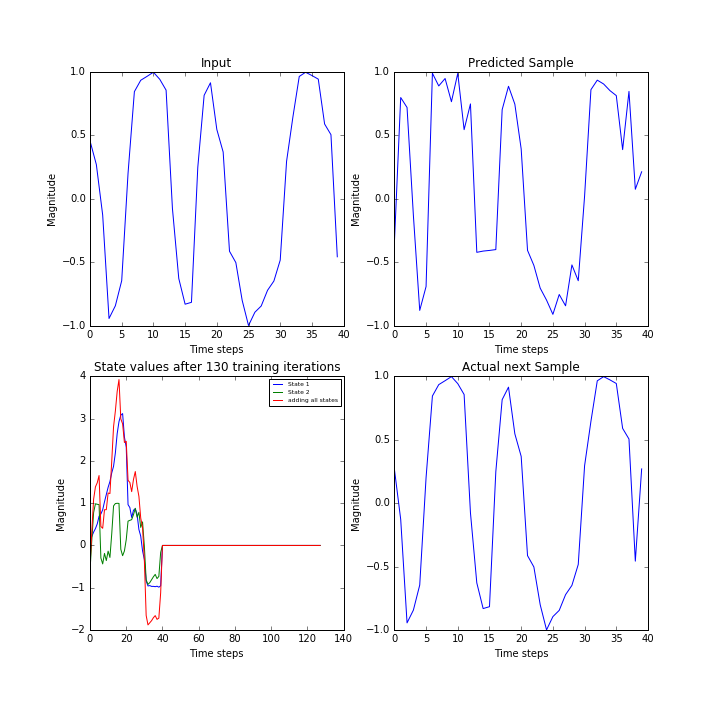 Input
Magnitude
1.0
0.5
0.0
−0.5
−1.0
0 5 10 15 20 25 30 35 40
Time steps
Predicted Sample
Magnitude
1.0
0.5
0.0
−0.5
−1.0
0 5 10 15 20 25 30 35 40
Time steps
State values after 130 training iterations
Magnitude
4
3
2
1
0
−1
−2
State 1
State 2
adding all states
0 20 40 60 80 100 120 140
Time steps
Actual next Sample
Magnitude
1.0
0.5
0.0
−0.5
−1.0
0 5 10 15 20 25 30 35 40
Time steps